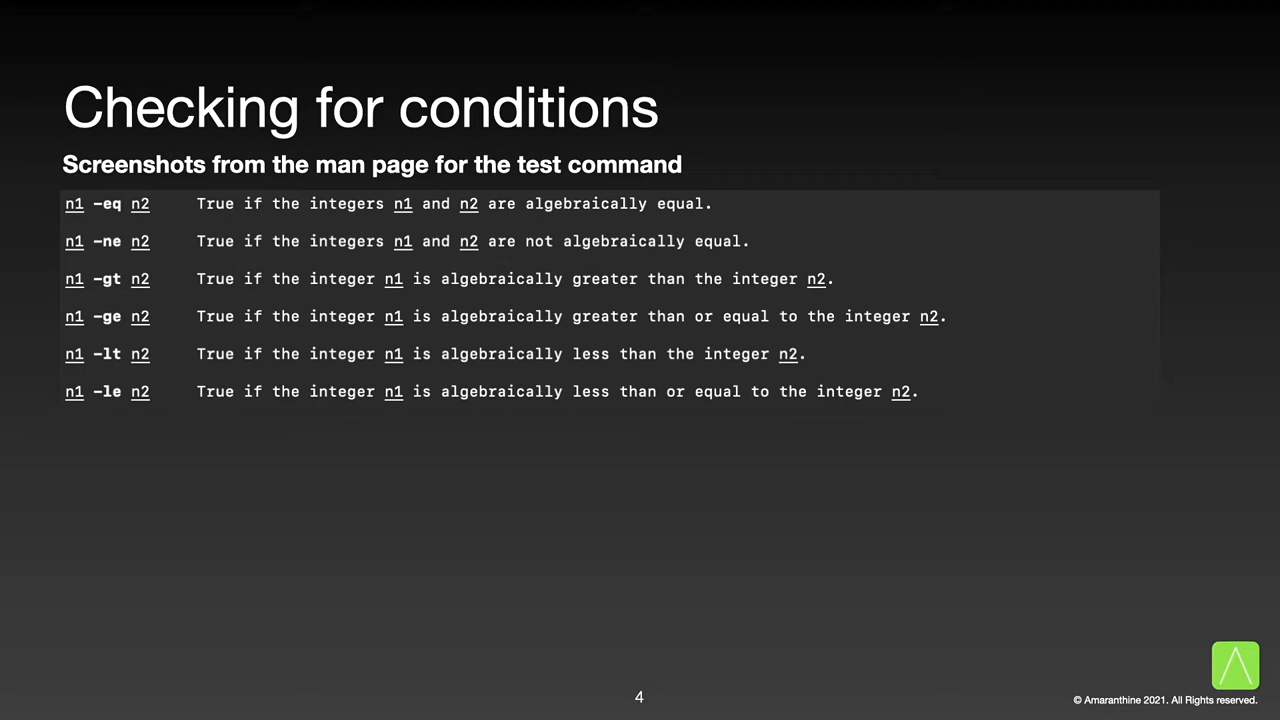 Checking for conditions
Screenshots from the man page for the test command
n1 -eq n2 True if the integers n1 and n2 are algebraically equal.
n1 -ne n2 True if the integers n1 and n2 are not algebraically equal.
n1 -gt n2 True if the integer n1 is algebraically greater than the integer n2.
n1 -ge n2 True if the integer n1 is algebraically greater than or equal to the integer n2.
n1 -lt n2 True if the integer n1 is algebraically less than the integer n2.
n1 -le n2 True if the integer n1 is algebraically less than or equal to the integer n2.
4
© Amaranthine 2021. All Rights reserved.